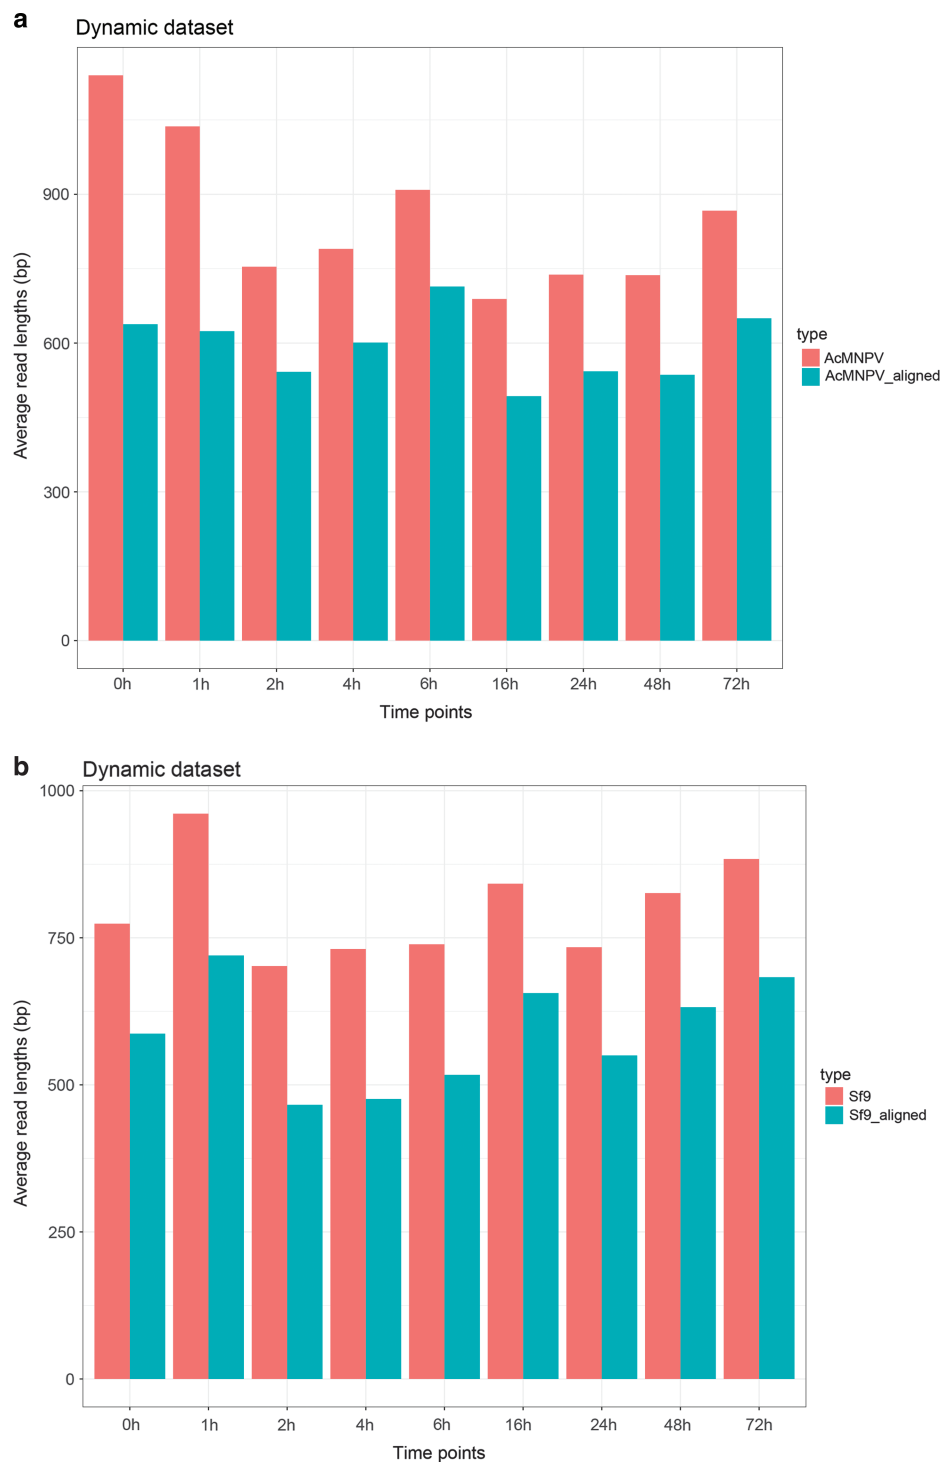 a
Dynamic dataset
Average read lengths (bp)
900
600
300
0
0h 1h 2h 4h 6h 16h 24h 48h 72h
Time points
type
AcMNPV
AcMNPV_aligned
b
Dynamic dataset
Average read lengths (bp)
1000
750
500
250
0
0h 1h 2h 4h 6h 16h 24h 48h 72h
Time points
type
Sf9
Sf9_aligned